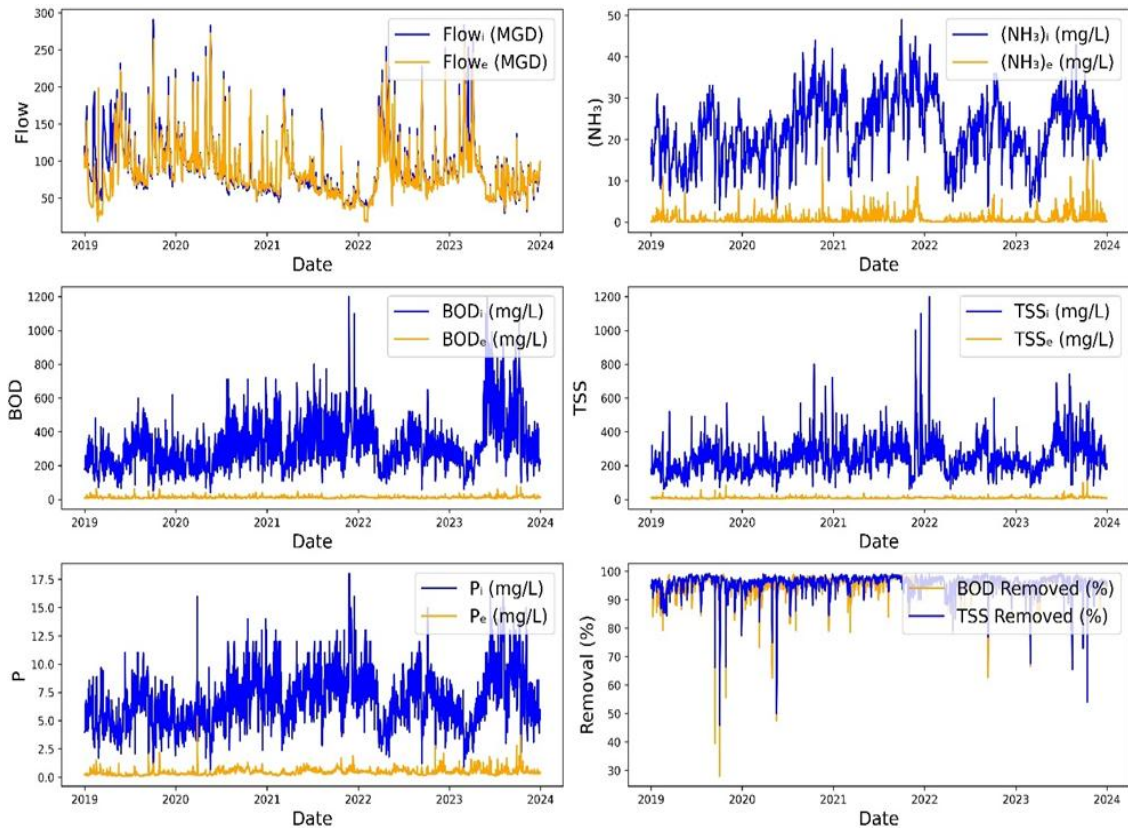 300
250
200
150
100
50
Flow
Flowᵢ (MGD)
Flowₑ (MGD)
2019 2020 2021 2022 2023 2024
Date
50
40
30
20
10
0
(NH₃)
(NH₃)ᵢ (mg/L)
(NH₃)ₑ (mg/L)
2019 2020 2021 2022 2023 2024
Date
1200
1000
800
600
400
200
0
BOD
BODᵢ (mg/L)
BODₑ (mg/L)
2019 2020 2021 2022 2023 2024
Date
1200
1000
800
600
400
200
0
TSS
TSSᵢ (mg/L)
TSSₑ (mg/L)
2019 2020 2021 2022 2023 2024
Date
17.5
15.0
12.5
10.0
7.5
5.0
2.5
0.0
P
Pᵢ (mg/L)
Pₑ (mg/L)
2019 2020 2021 2022 2023 2024
Date
100
90
80
70
60
50
40
30
Removal (%)
BOD Removed (%)
TSS Removed (%)
2019 2020 2021 2022 2023 2024
Date